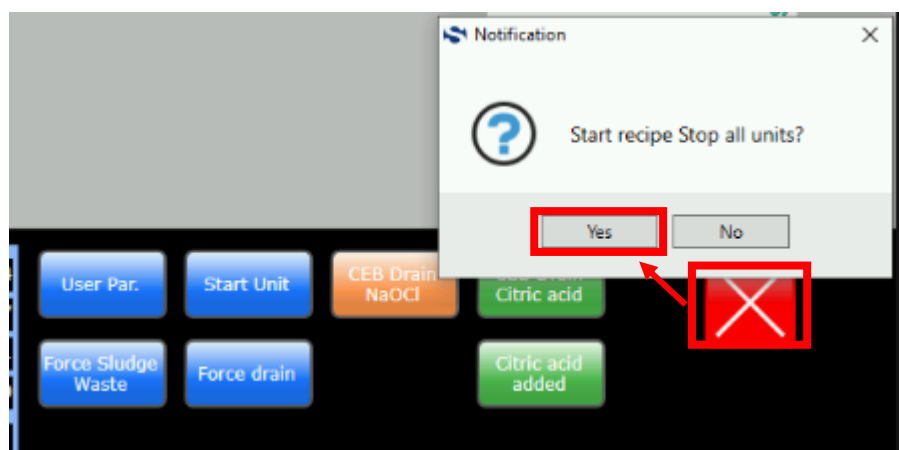 Notification
Start recipe Stop all units?
Yes
No
User Par.
Start Unit
CEB Drain
NaOCl
Citric acid
Force Sludge
Waste
Force drain
Citric acid
added